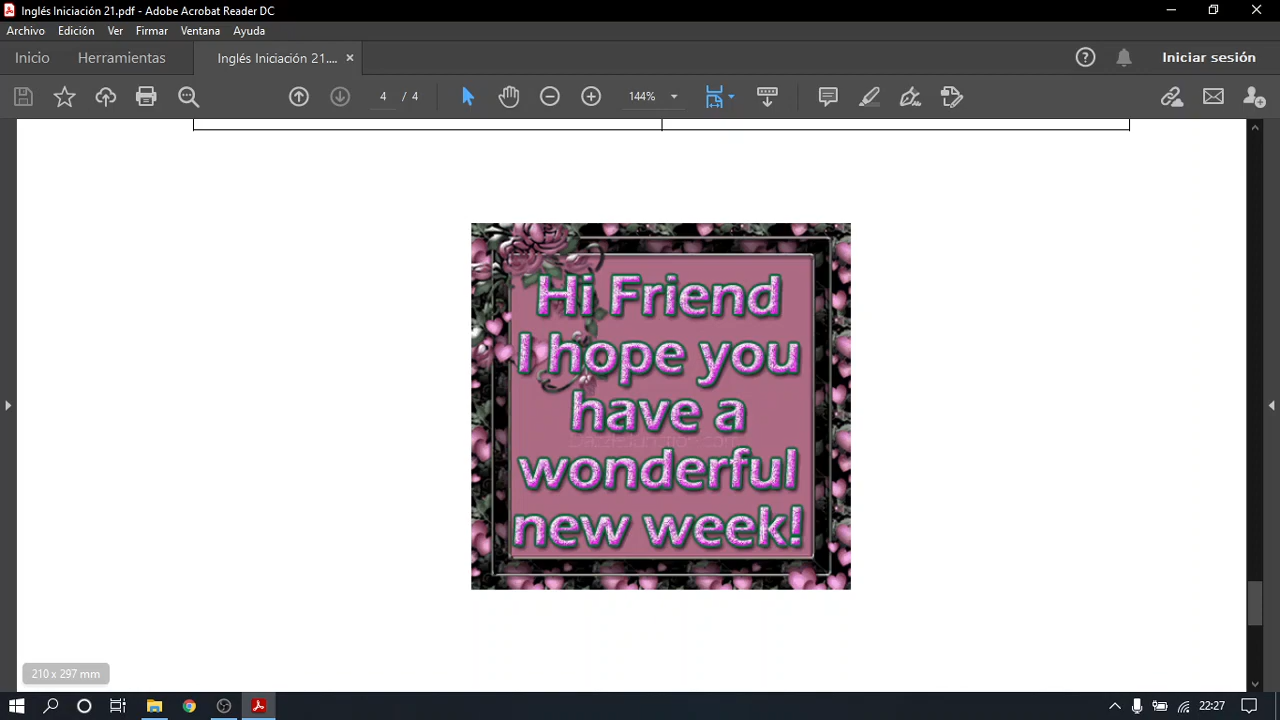 Inglés Iniciación 21.pdf - Adobe Acrobat Reader DC
Archivo Edición Ver Firmar Ventana Ayuda
Inicio Herramientas Inglés Iniciación 21.... Iniciar sesión
4 / 4 144%
Hi Friend
I hope you
have a
wonderful
new week!
210 x 297 mm
22:27